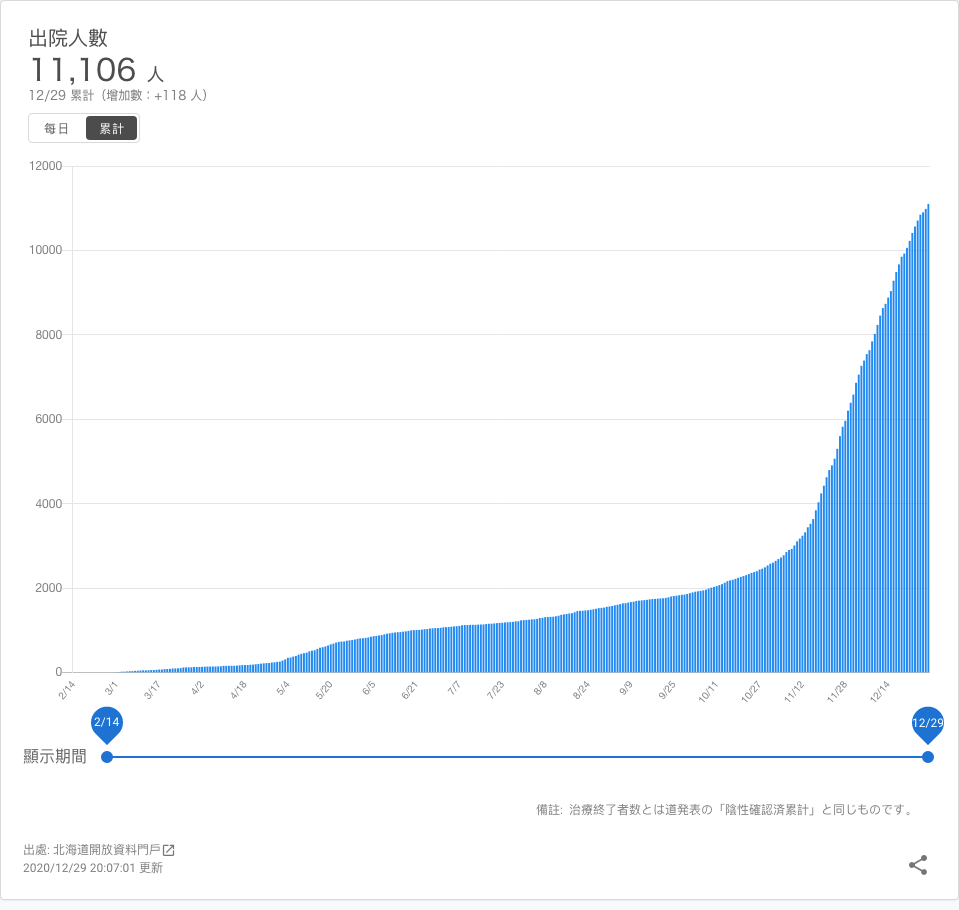 出院人數
11,106 人
12/29 累計（增加數：+118 人）
每日 累計
12000
10000
8000
6000
4000
2000
0
2/14 3/1 3/17 4/2 4/18 5/4 5/20 6/5 6/21 7/7 7/23 8/8 8/24 9/9 9/25 10/11 10/27 11/12 11/28 12/14
2/14 12/29
顯示期間
備註: 治療終了者数とは道発表の「陰性確認済累計」と同じものです。
出處: 北海道開放資料門戶
2020/12/29 20:07:01 更新